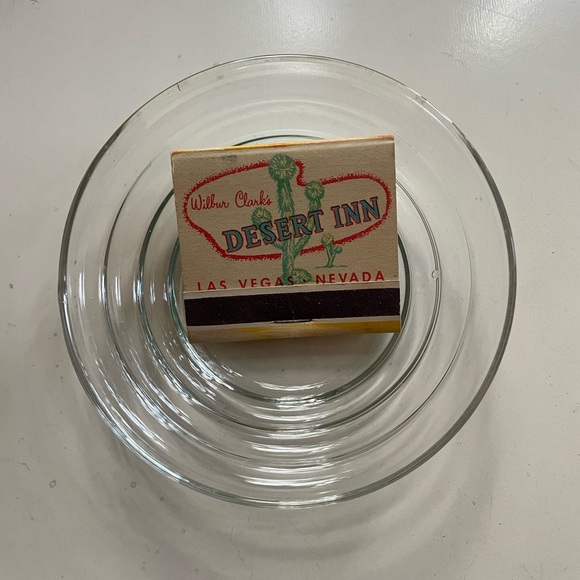 Wilbur Clark's
DESERT INN
LAS VEGAS • NEVADA